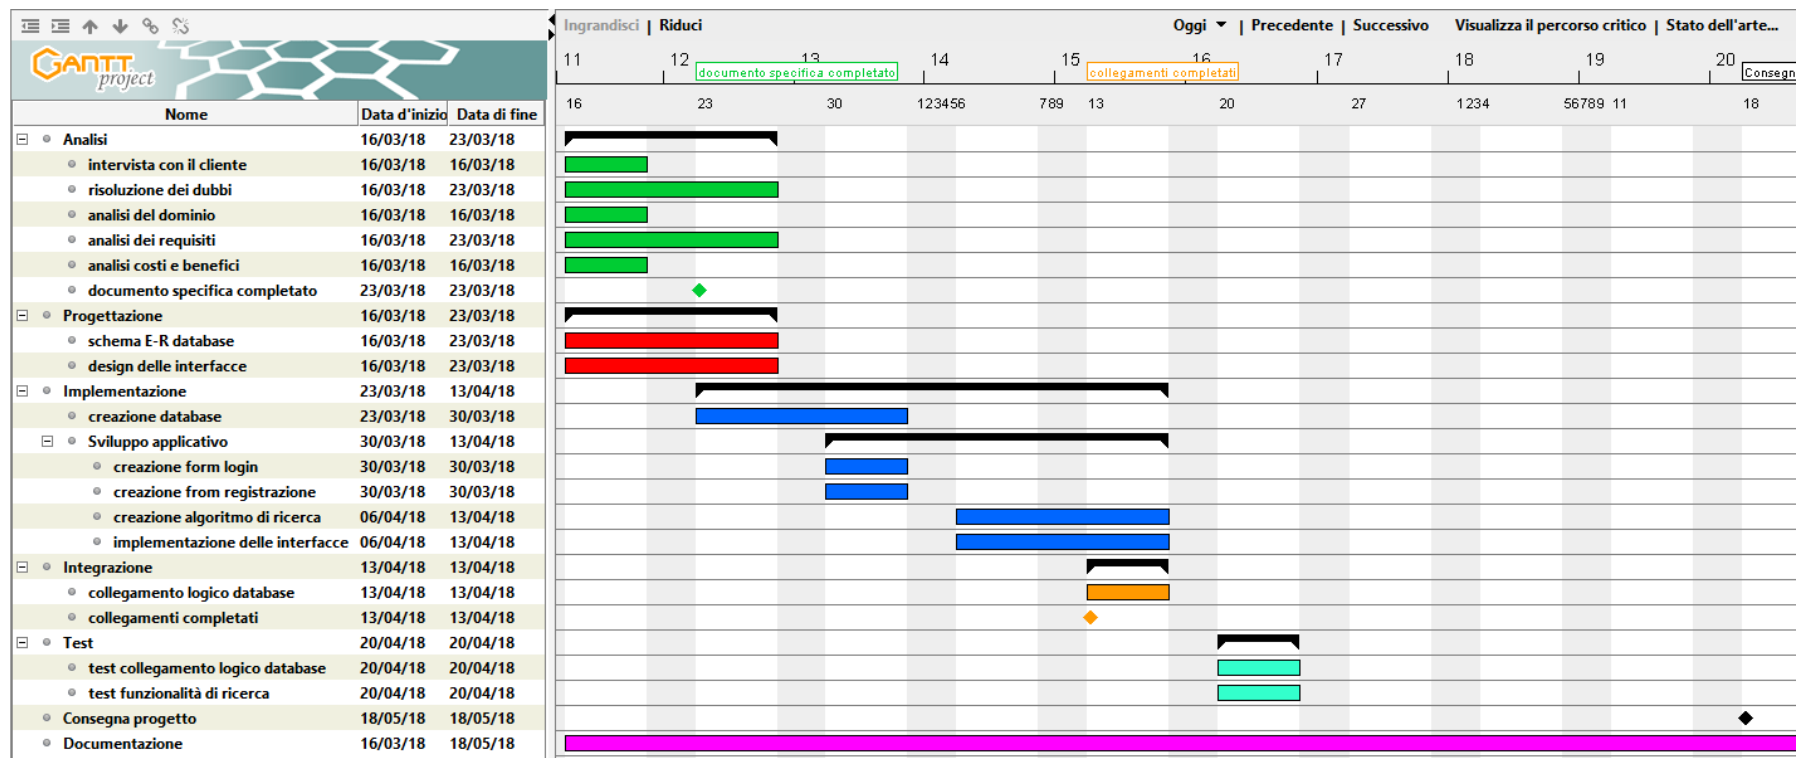 Ingrandisci | Riduci
Oggi | Precedente | Successivo Visualizza il percorso critico | Stato dell'arte...
GANTT
project
11 12 13 14 15 16 17 18 19 20
documento specifica completato collegamenti completati Consegn
16 23 30 123456 789 13 20 27 1234 56789 11 18
Nome Data d'inizio Data di fine
Analisi 16/03/18 23/03/18
intervista con il cliente 16/03/18 16/03/18
risoluzione dei dubbi 16/03/18 23/03/18
analisi del dominio 16/03/18 16/03/18
analisi dei requisiti 16/03/18 23/03/18
analisi costi e benefici 16/03/18 16/03/18
documento specifica completato 23/03/18 23/03/18
Progettazione 16/03/18 23/03/18
schema E-R database 16/03/18 23/03/18
design delle interfacce 16/03/18 23/03/18
Implementazione 23/03/18 13/04/18
creazione database 23/03/18 30/03/18
Sviluppo applicativo 30/03/18 13/04/18
creazione form login 30/03/18 30/03/18
creazione from registrazione 30/03/18 30/03/18
creazione algoritmo di ricerca 06/04/18 13/04/18
implementazione delle interfacce 06/04/18 13/04/18
Integrazione 13/04/18 13/04/18
collegamento logico database 13/04/18 13/04/18
collegamenti completati 13/04/18 13/04/18
Test 20/04/18 20/04/18
test collegamento logico database 20/04/18 20/04/18
test funzionalità di ricerca 20/04/18 20/04/18
Consegna progetto 18/05/18 18/05/18
Documentazione 16/03/18 18/05/18